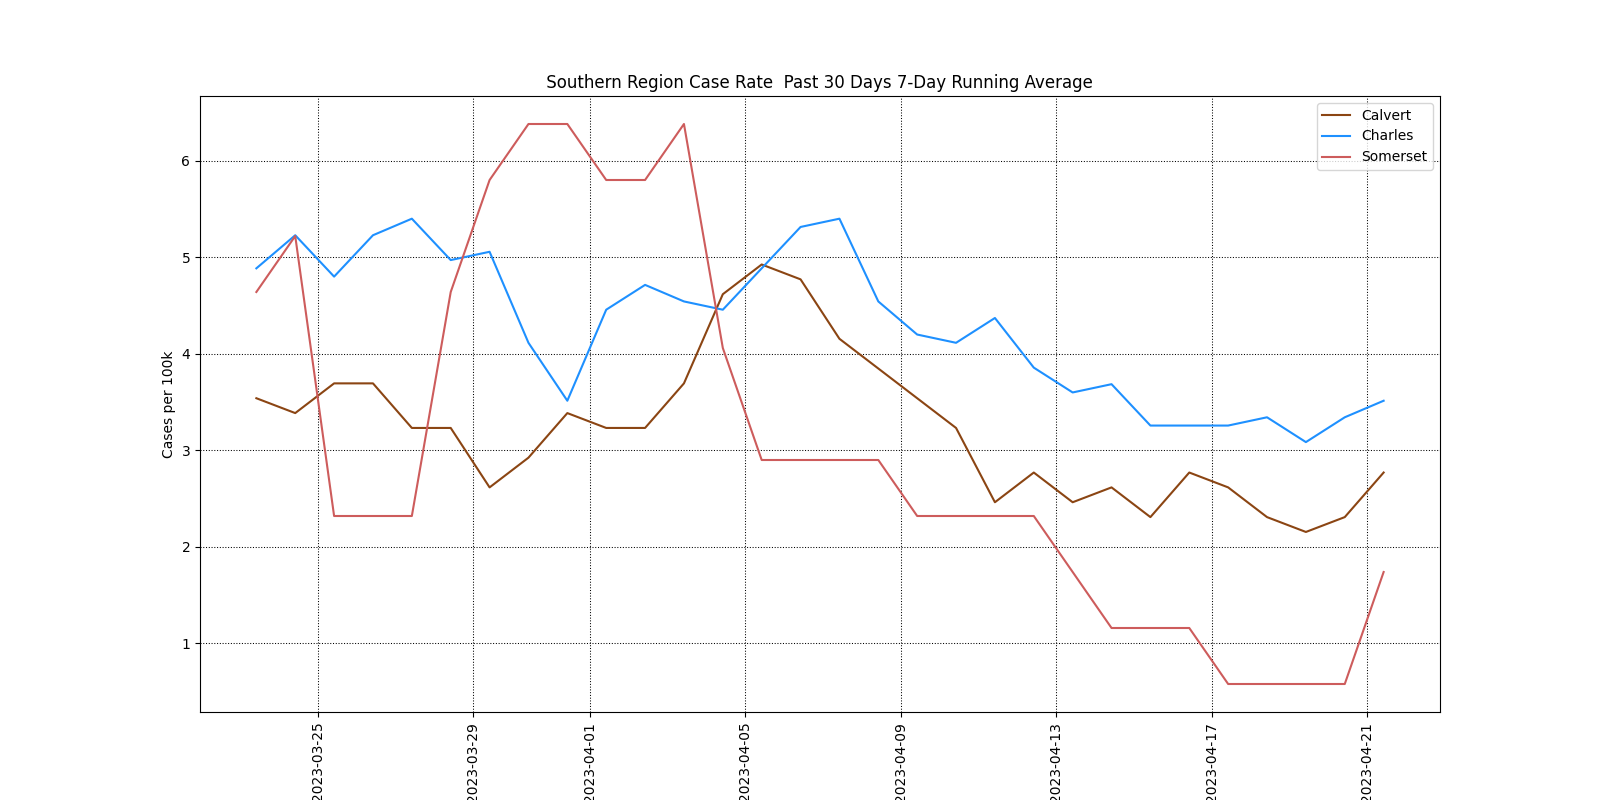 Southern Region Case Rate  Past 30 Days 7-Day Running Average
Calvert
Charles
Somerset
Cases per 100k
6
5
4
3
2
1
2023-03-25
2023-03-29
2023-04-01
2023-04-05
2023-04-09
2023-04-13
2023-04-17
2023-04-21